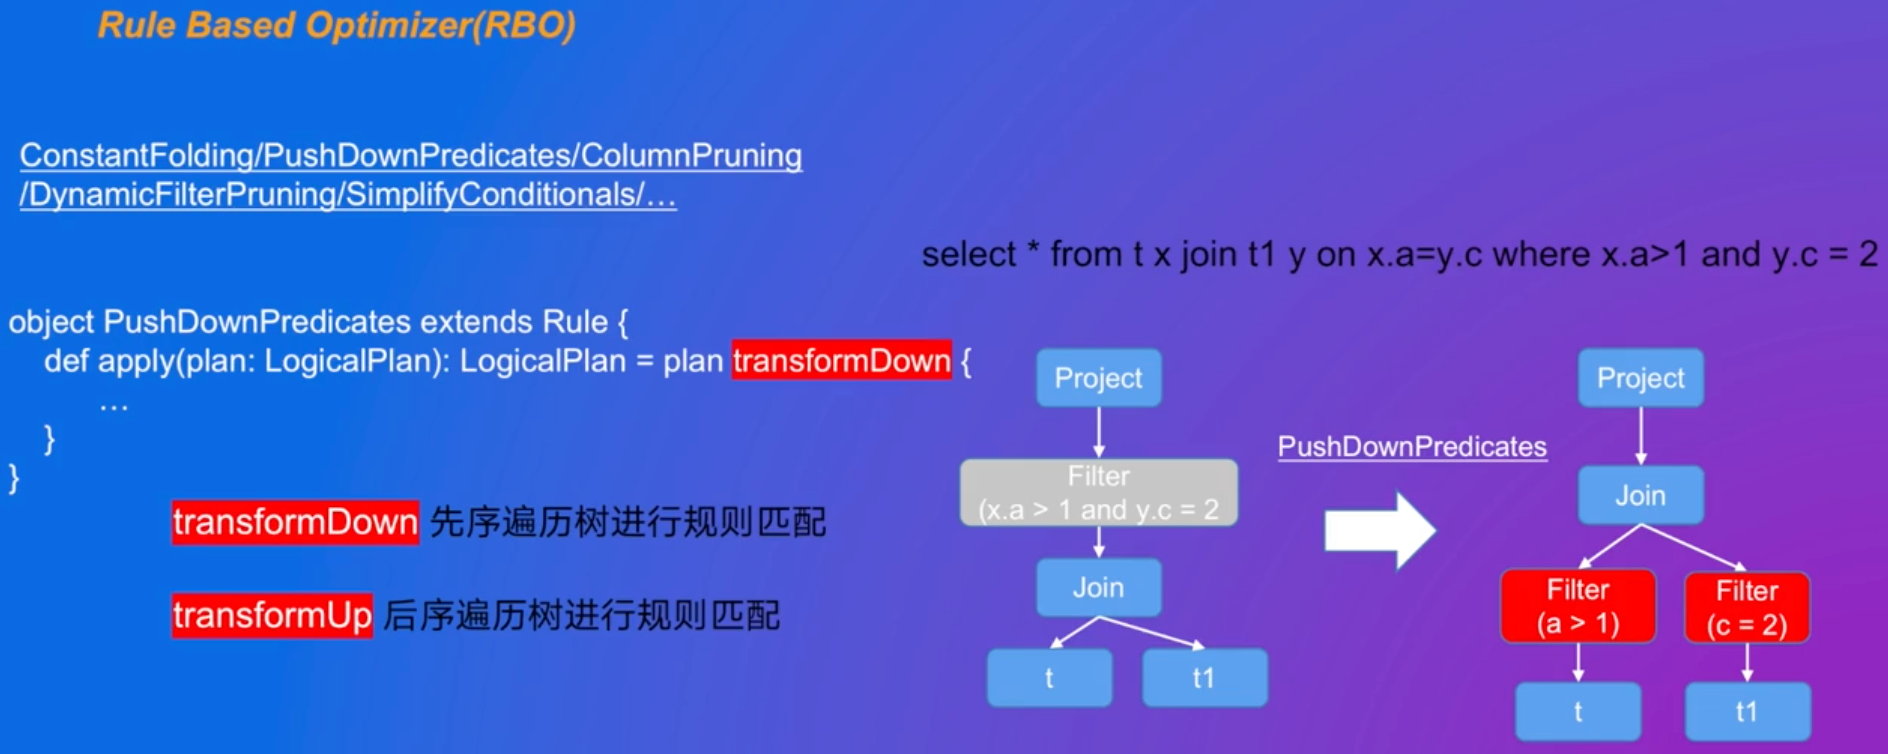 Rule Based Optimizer(RBO)
ConstantFolding/PushDownPredicates/ColumnPruning
/DynamicFilterPruning/SimplifyConditionals/…
select * from t x join t1 y on x.a=y.c where x.a>1 and y.c = 2
object PushDownPredicates extends Rule {
def apply(plan: LogicalPlan): LogicalPlan = plan transformDown {
…
}
}
transformDown 先序遍历树进行规则匹配
transformUp 后序遍历树进行规则匹配
Project
Filter
(x.a > 1 and y.c = 2
Join
t
t1
PushDownPredicates
Project
Join
Filter
(a > 1)
Filter
(c = 2)
t
t1